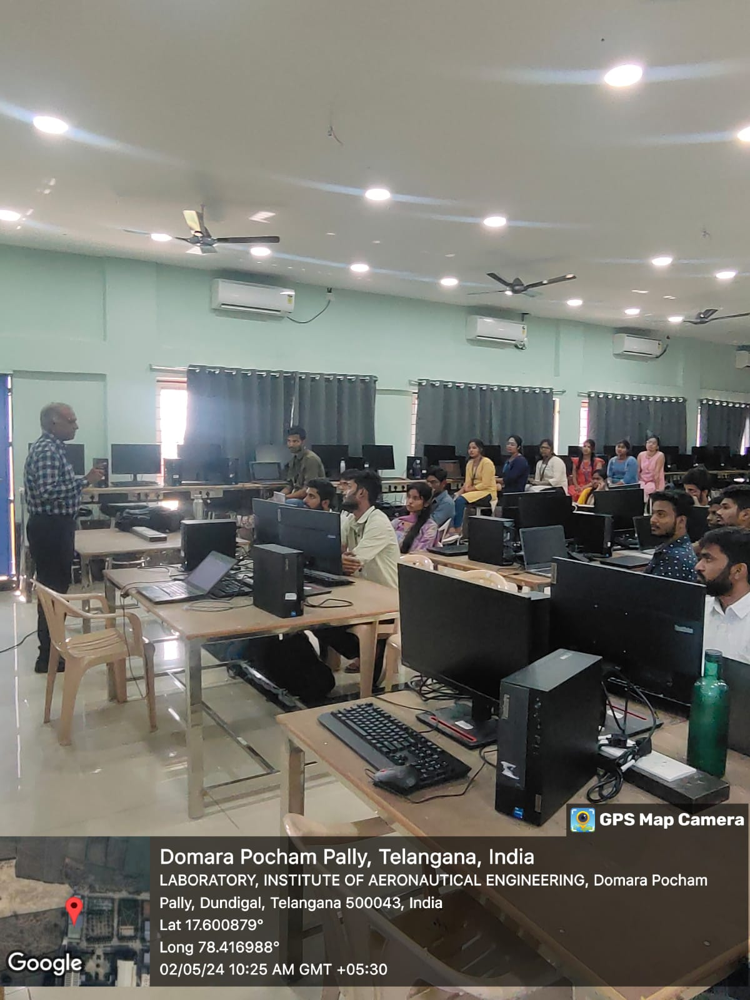 GPS Map Camera
Domara Pocham Pally, Telangana, India
LABORATORY, INSTITUTE OF AERONAUTICAL ENGINEERING, Domara Pocham
Pally, Dundigal, Telangana 500043, India
Lat 17.600879°
Long 78.416988°
02/05/24 10:25 AM GMT +05:30
Google